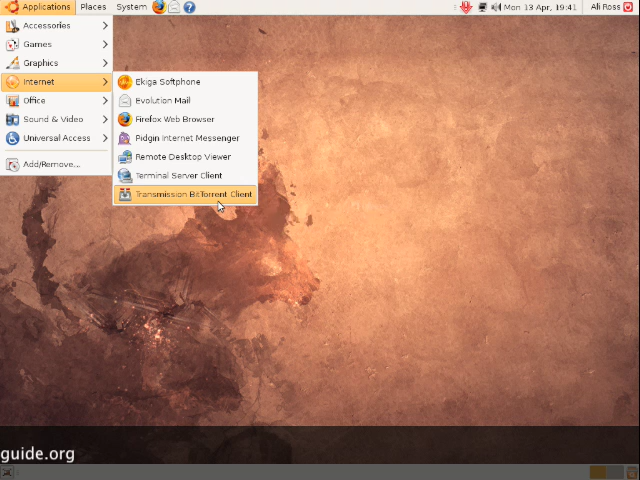 Applications Places System Mon 13 Apr, 19:41 Ali Ross
Accessories
Games
Graphics
Internet
Office
Sound & Video
Universal Access
Add/Remove...
Ekiga Softphone
Evolution Mail
Firefox Web Browser
Pidgin Internet Messenger
Remote Desktop Viewer
Terminal Server Client
Transmission BitTorrent Client
guide.org